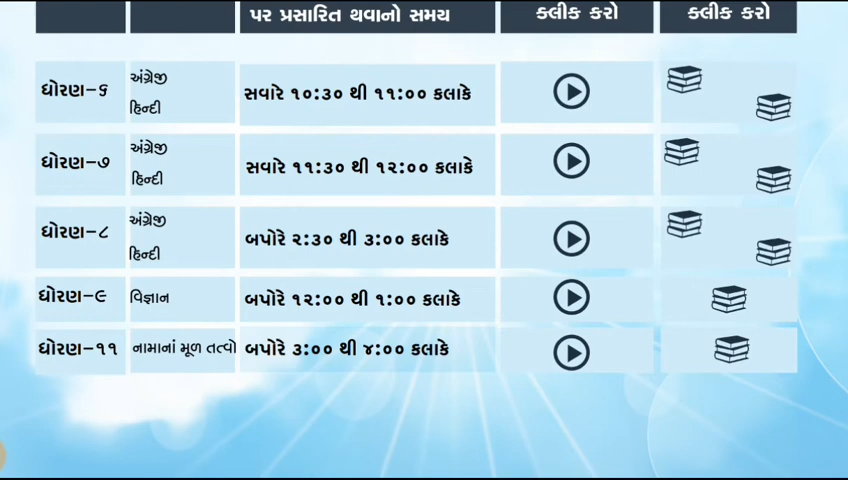 પર પ્રસારિત થવાનો સમય ક્લીક કરો ક્લીક કરો
ધોરણ-૬ અંગ્રેજી સવારે ૧૦:૩૦ થી ૧૧:૦૦ કલાકે
હિન્દી
ધોરણ-૭ અંગ્રેજી સવારે ૧૧:૩૦ થી ૧૨:૦૦ કલાકે
હિન્દી
ધોરણ-૮ અંગ્રેજી બપોરે ૨:૩૦ થી ૩:૦૦ કલાકે
હિન્દી
ધોરણ-૯ વિજ્ઞાન બપોરે ૧૨:૦૦ થી ૧:૦૦ કલાકે
ધોરણ-૧૧ નામાનાં મૂળ તત્વો બપોરે ૩:૦૦ થી ૪:૦૦ કલાકે